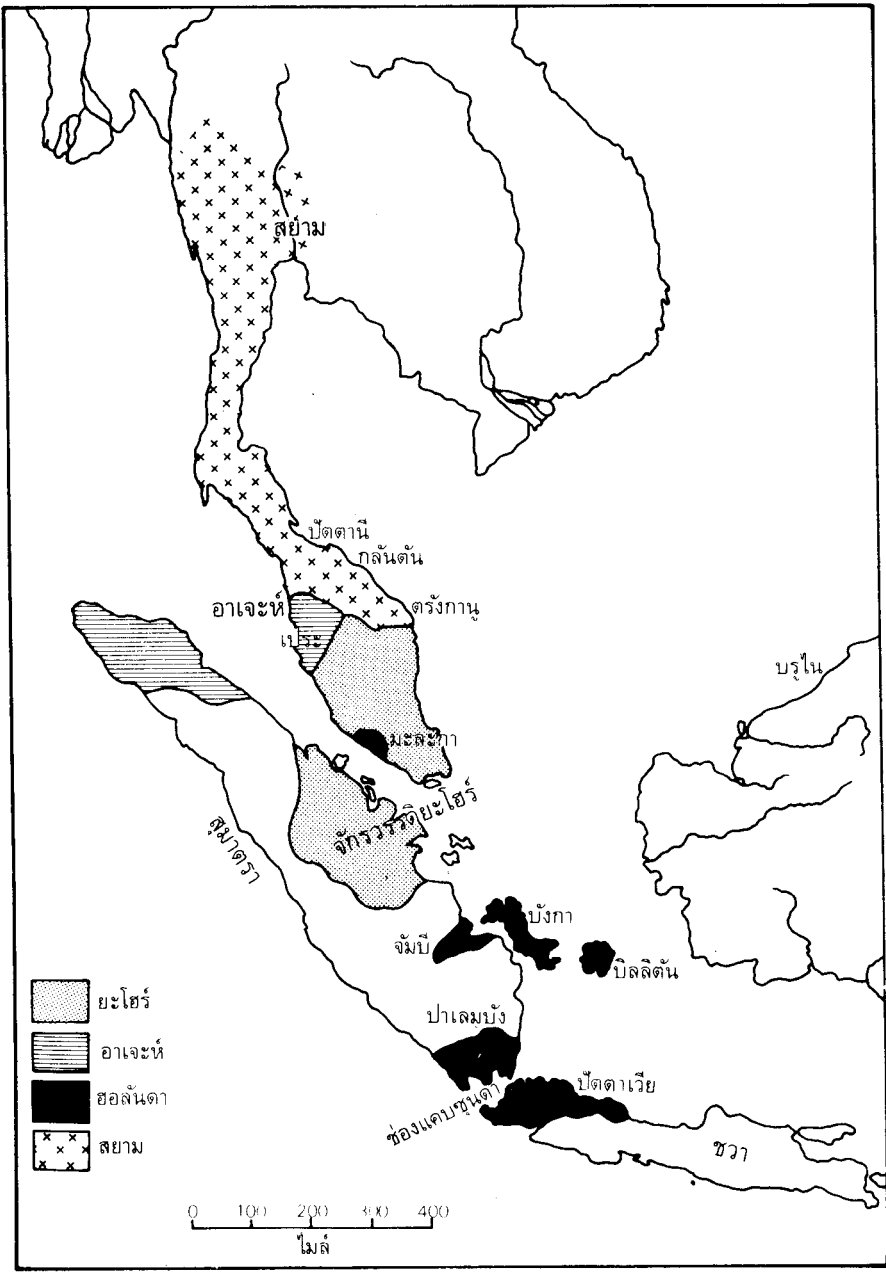 สยาม
ปัตตานี
กลันตัน
ตรังกานู
อาเจะห์
เประ
มะละกา
บรูไน
จักรวรรดิยะโฮร์
สุมาตรา
บังกา
จัมบี
บิลลิตัน
ปาเลมบัง
ปัตตาเวีย
ช่องแคบซุนดา
ชวา
ยะโฮร์
อาเจะห์
ฮอลันดา
สยาม
0 100 200 300 400
ไมล์